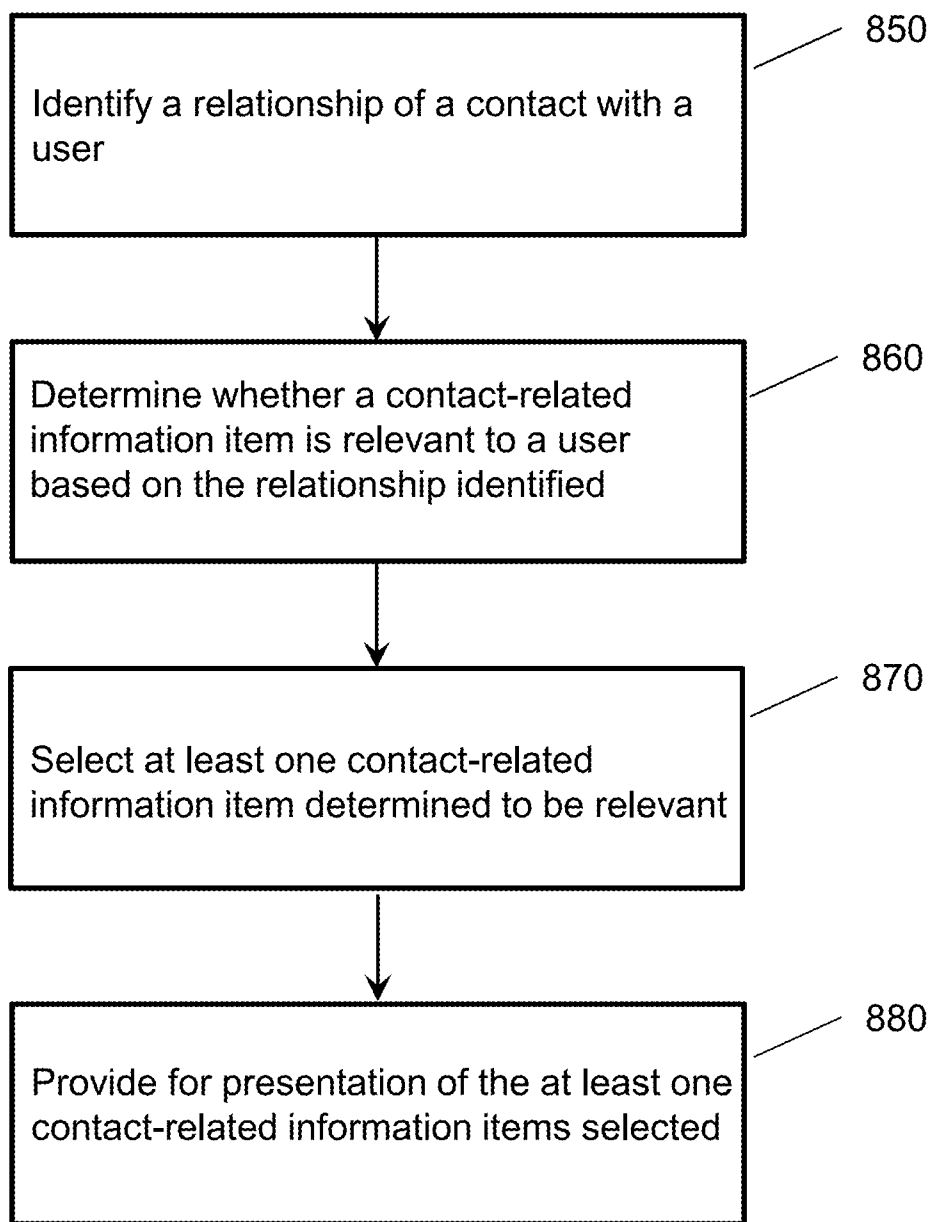 850
Identify a relationship of a contact with a
user
860
Determine whether a contact-related
information item is relevant to a user
based on the relationship identified
870
Select at least one contact-related
information item determined to be relevant
880
Provide for presentation of the at least one
contact-related information items selected